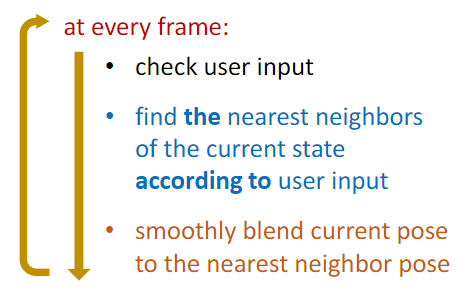 at every frame:
• check user input
• find the nearest neighbors
of the current state
according to user input
• smoothly blend current pose
to the nearest neighbor pose